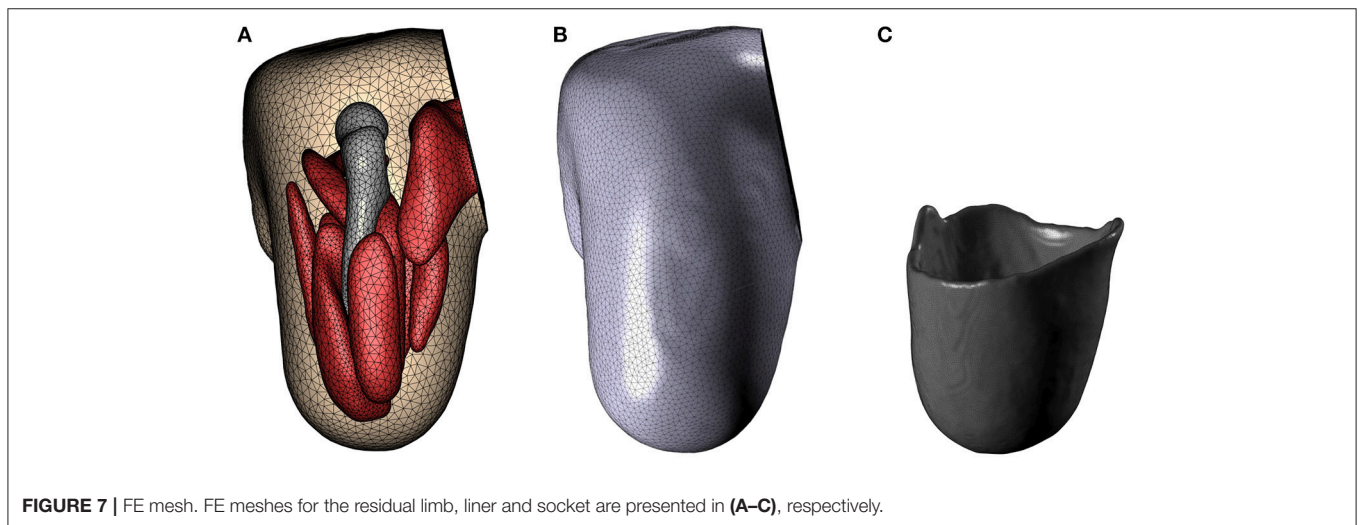 A
B
C
FIGURE 7 | FE mesh. FE meshes for the residual limb, liner and socket are presented in (A–C), respectively.